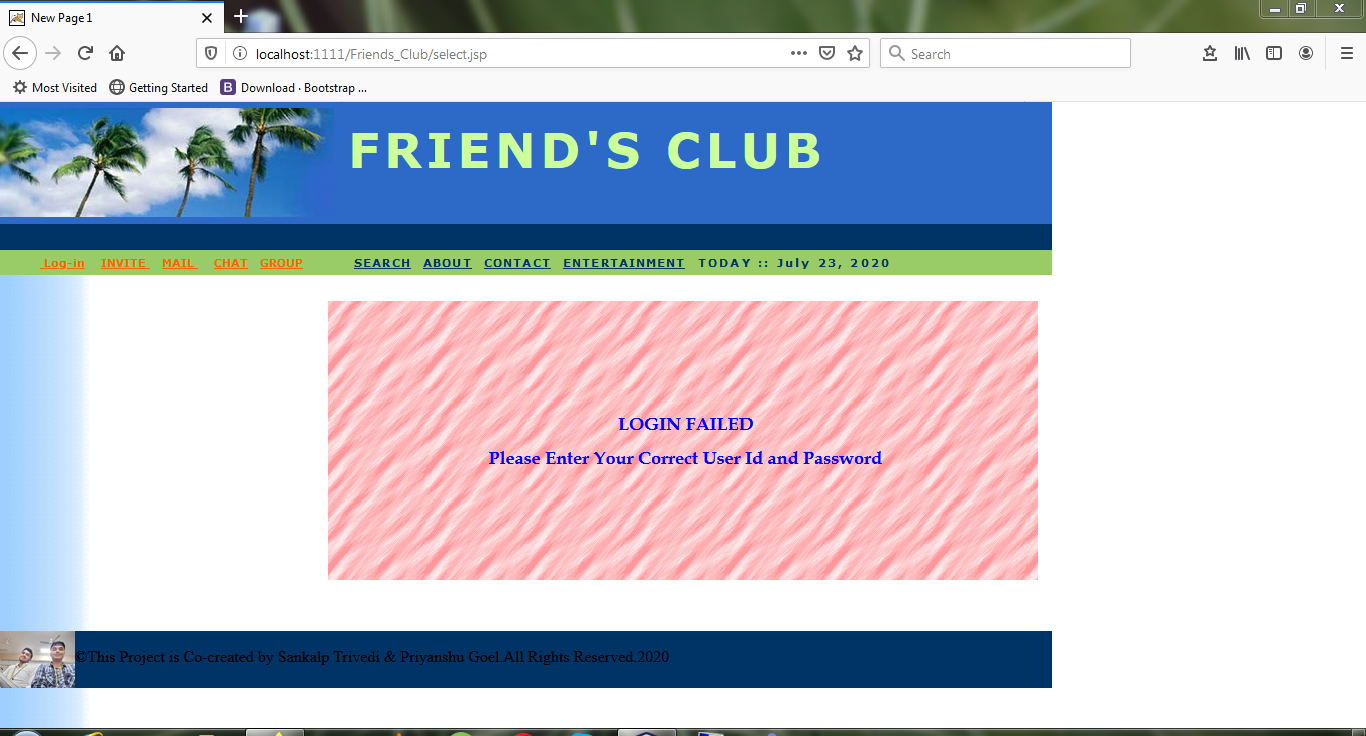 New Page 1
localhost:1111/Friends_Club/select.jsp
Search
Most Visited Getting Started B Download · Bootstrap ...
FRIEND'S CLUB
Log-in INVITE MAIL CHAT GROUP SEARCH ABOUT CONTACT ENTERTAINMENT TODAY :: July 23, 2020
LOGIN FAILED
Please Enter Your Correct User Id and Password
©This Project is Co-created by Sankalp Trivedi & Priyanshu Goel.All Rights Reserved.2020